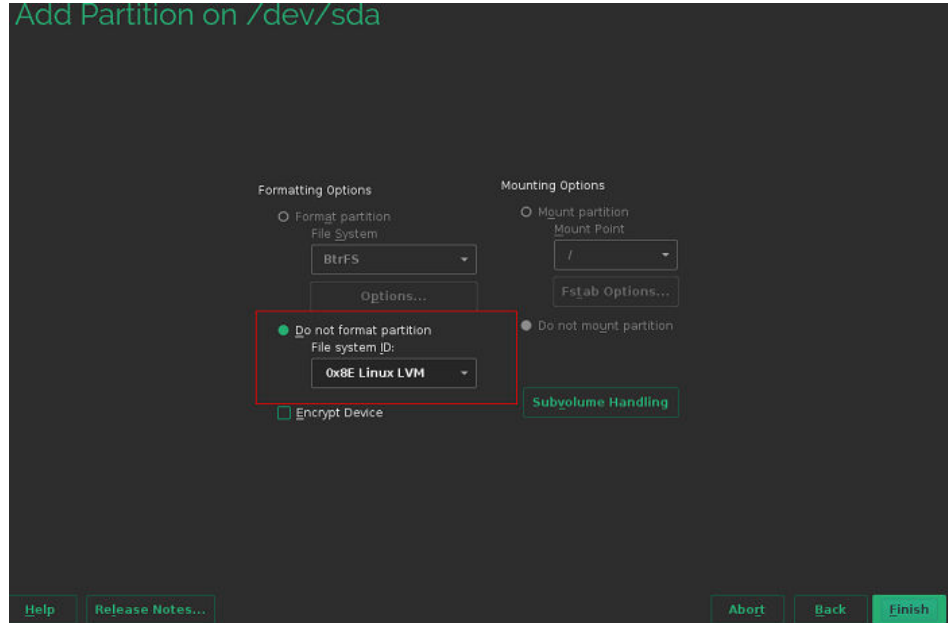 Add Partition on /dev/sda
Formatting Options
Format partition
File System
BtrFS
Options...
Do not format partition
File system ID:
0x8E Linux LVM
Encrypt Device
Mounting Options
Mount partition
Mount Point
/
Fstab Options...
Do not mount partition
Subvolume Handling
Help
Release Notes...
Abort
Back
Finish